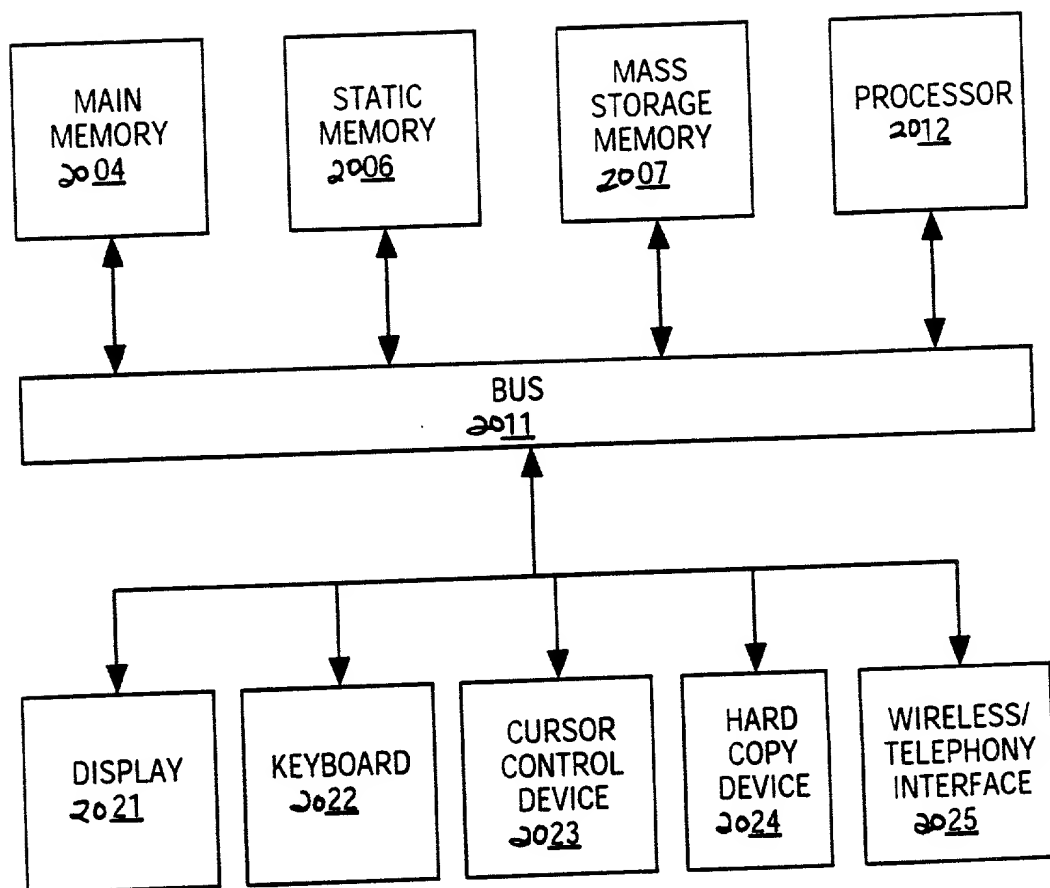 MAIN
MEMORY
2004
STATIC
MEMORY
2006
MASS
STORAGE
MEMORY
2007
PROCESSOR
2012
BUS
2011
DISPLAY
2021
KEYBOARD
2022
CURSOR
CONTROL
DEVICE
2023
HARD
COPY
DEVICE
2024
WIRELESS/
TELEPHONY
INTERFACE
2025